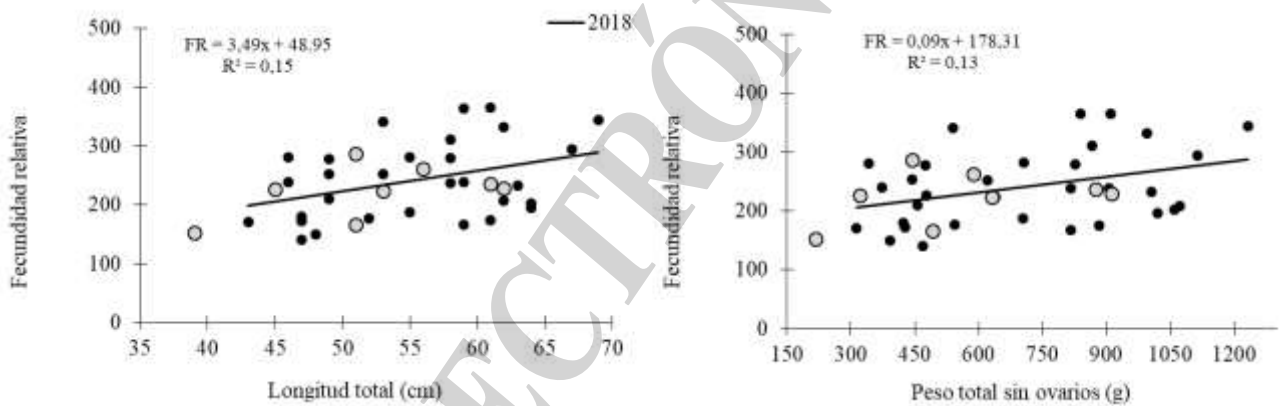 2018
FR = 3,49x + 48,95
R² = 0,15
Fecundidad relativa
500
400
300
200
100
0
35 40 45 50 55 60 65 70
Longitud total (cm)
FR = 0,09x + 178,31
R² = 0,13
Fecundidad relativa
500
400
300
200
100
0
150 300 450 600 750 900 1050 1200
Peso total sin ovarios (g)
ECTRÓN